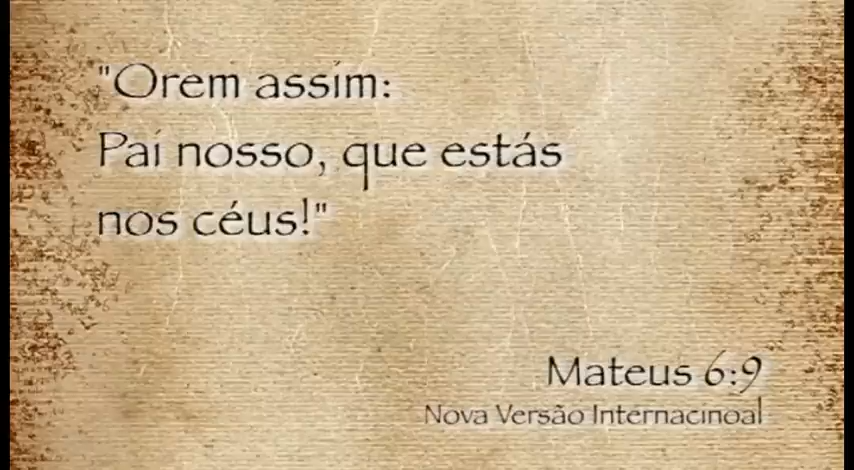 "Orem assim:
Pai nosso, que estás
nos céus!"
Mateus 6:9
Nova Versão Internacinoal